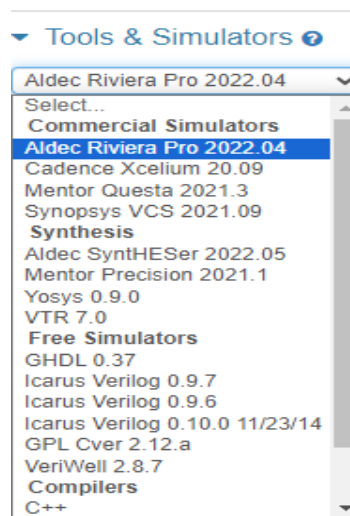 Tools & Simulators ?
Aldec Riviera Pro 2022.04
Select...
Commercial Simulators
Aldec Riviera Pro 2022.04
Cadence Xcelium 20.09
Mentor Questa 2021.3
Synopsys VCS 2021.09
Synthesis
Aldec SyntHESer 2022.05
Mentor Precision 2021.1
Yosys 0.9.0
VTR 7.0
Free Simulators
GHDL 0.37
Icarus Verilog 0.9.7
Icarus Verilog 0.9.6
Icarus Verilog 0.10.0 11/23/14
GPL Cver 2.12.a
VeriWell 2.8.7
Compilers
C++